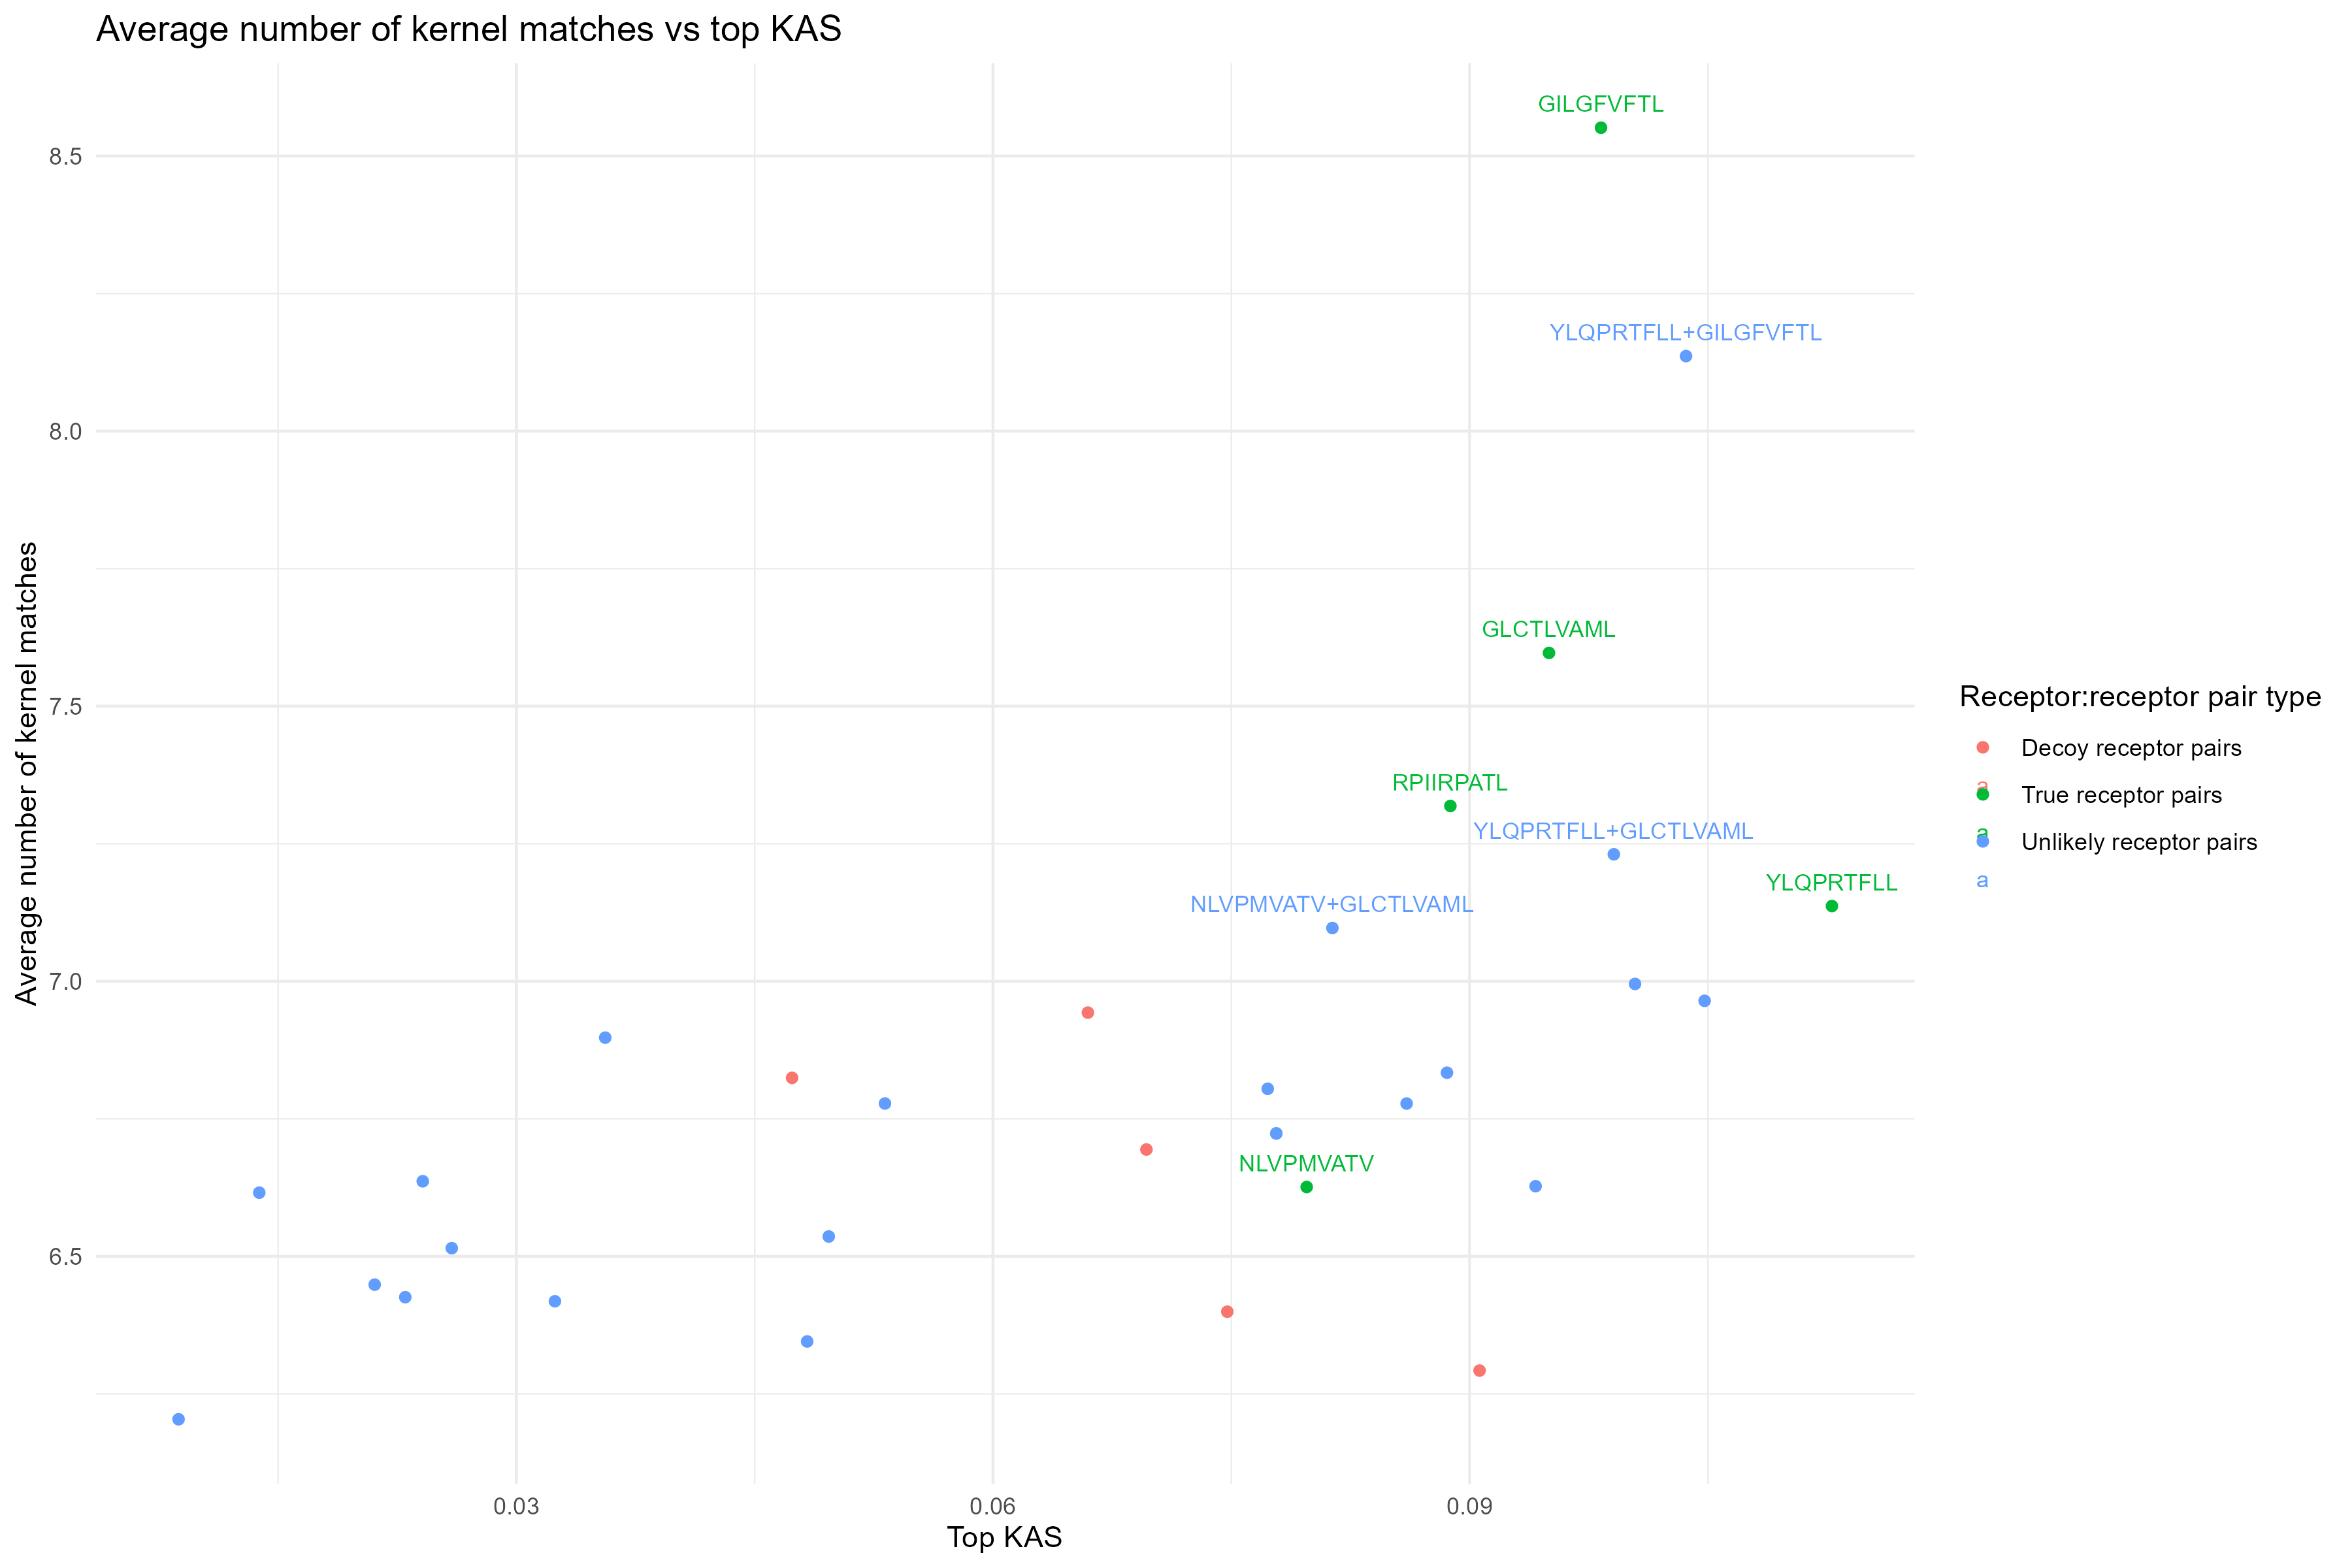 Average number of kernel matches vs top KAS
GILGFVFTL
8.5
YLQPRTFLL+GILGFVFTL
8.0
GLCTLVAML
7.5
RPIIRPATL
YLQPRTFLL+GLCTLVAML
YLQPRTFLL
NLVPMVATV+GLCTLVAML
7.0
NLVPMVATV
6.5
Average number of kernel matches
0.03 0.06 0.09
Top KAS
Receptor:receptor pair type
Decoy receptor pairs
a
True receptor pairs
a
Unlikely receptor pairs
a